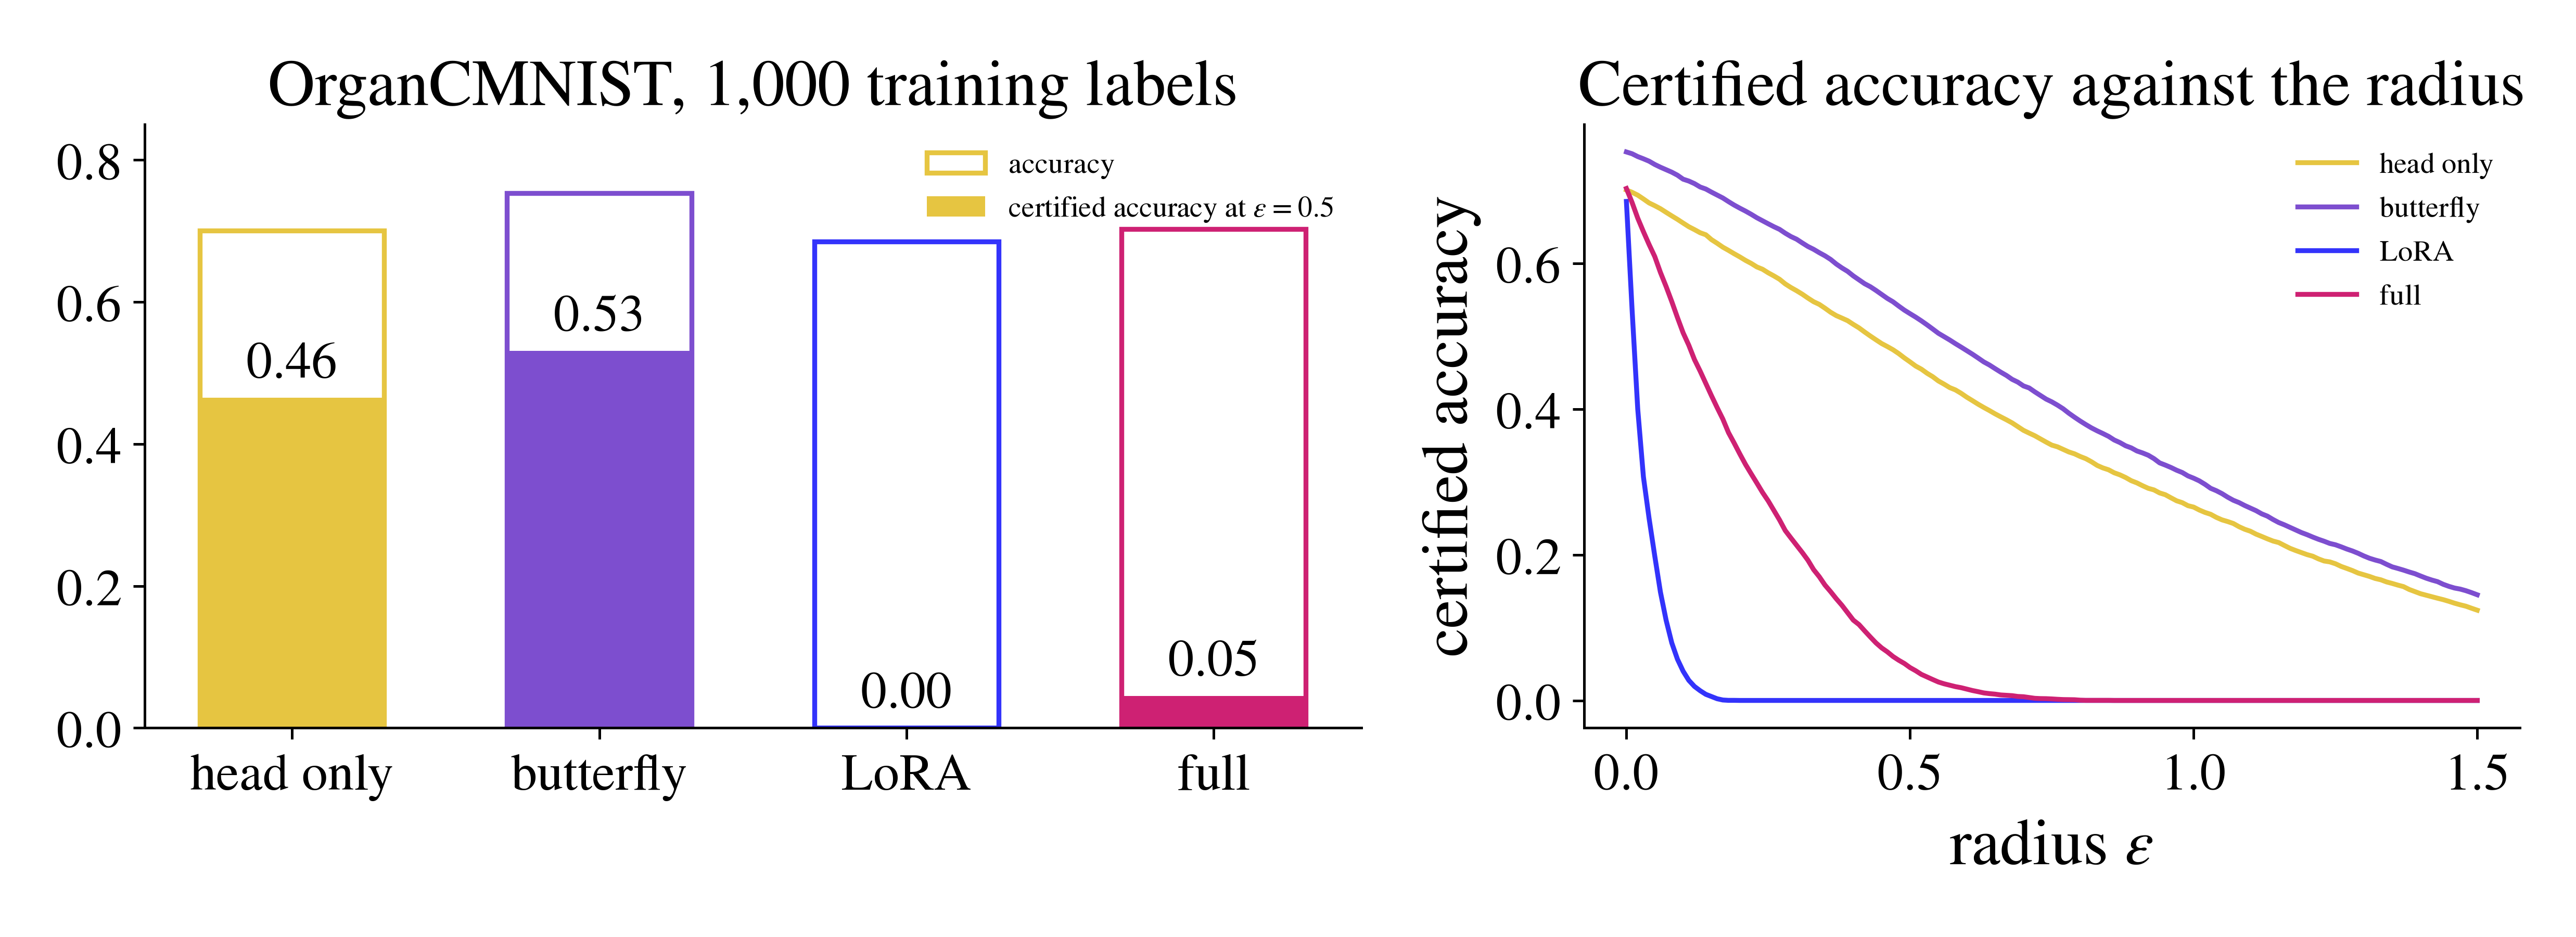 OrganCMNIST, 1,000 training labels
0.8
0.6
0.4
0.2
0.0
accuracy
certified accuracy at ε = 0.5
0.46
0.53
0.00
0.05
head only
butterfly
LoRA
full
Certified accuracy against the radius
certified accuracy
0.6
0.4
0.2
0.0
head only
butterfly
LoRA
full
0.0
0.5
1.0
1.5
radius ε